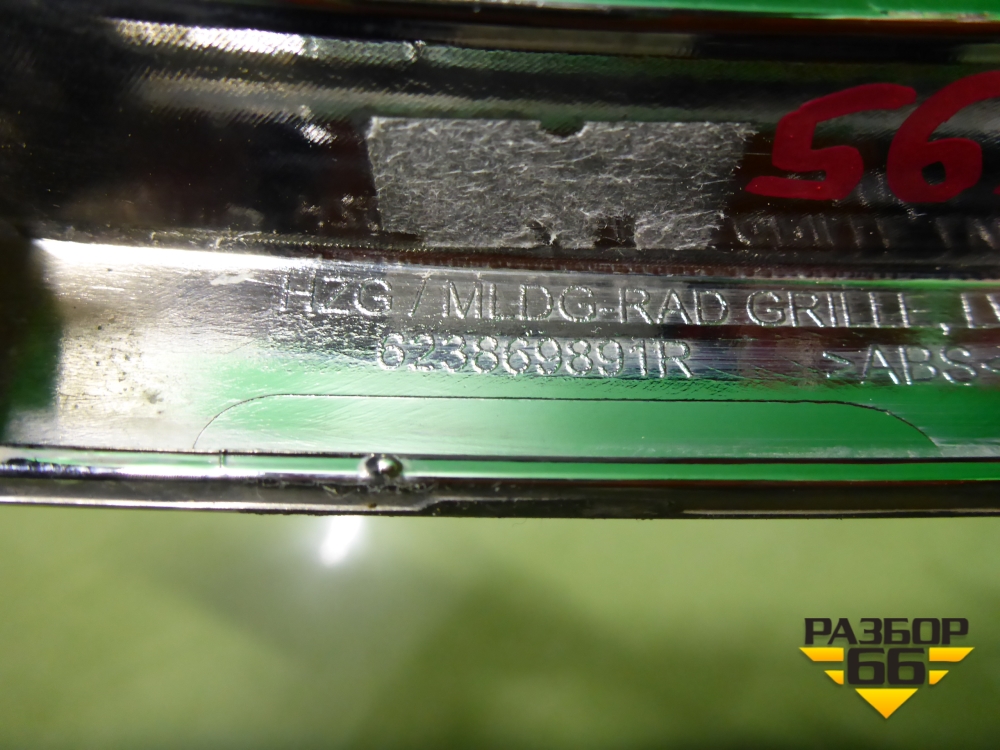 56
HZG / MLDG-RAD GRILLE, L
623869891R >ABS<
РАЗБОР
66